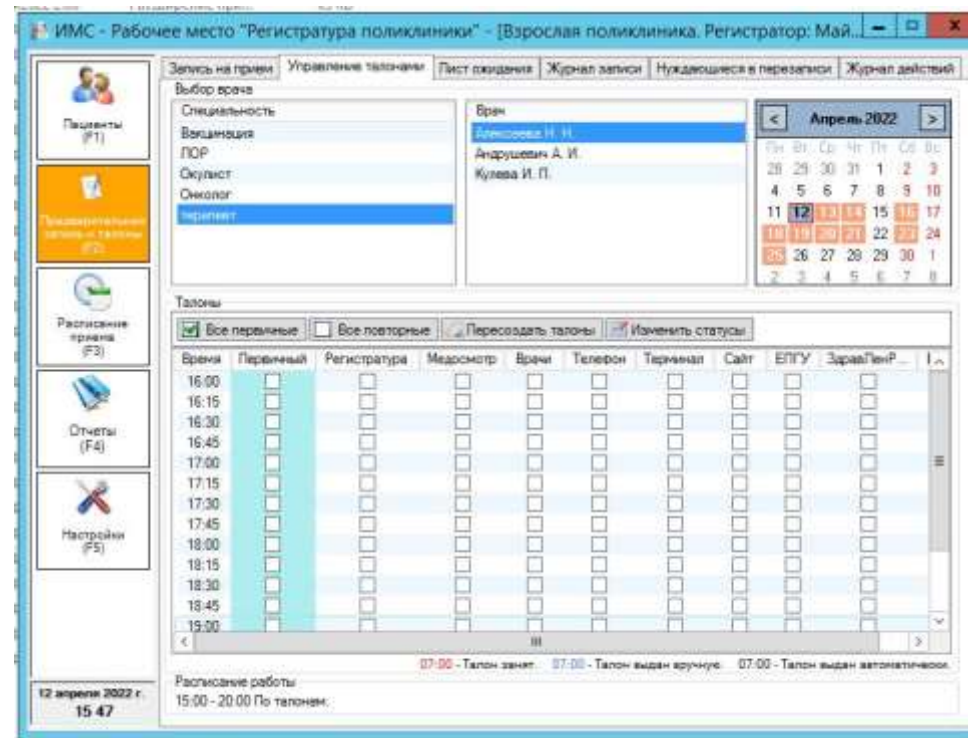 ИМС - Рабочее место "Регистратура поликлиники" - [Взрослая поликлиника. Регистратор: Май...
Пациенты
(F1)
Предварительная
запись и талоны
(F2)
Расписание
приема
(F3)
Отчеты
(F4)
Настройки
(F5)
12 апреля 2022 г.
15 47
Запись на прием Управление талонами Лист ожидания Журнал записи Нуждающиеся в перезаписи Журнал действий
Выбор врача
Специальность
Вакцинация
ЛОР
Окулист
Онколог
терапевт
Врач
Алексеева Н. Н.
Андрушевич А. И.
Кулева И. П.
< Апрель 2022 >
Пн Вт Ср Чт Пт Сб Вс
28 29 30 31 1 2 3
4 5 6 7 8 9 10
11 12 13 14 15 16 17
18 19 20 21 22 23 24
25 26 27 28 29 30 1
2 3 4 5 6 7 8
Талоны
Все первичные Все повторные Пересоздать талоны Изменить статусы
Время Первичный Регистратура Медосмотр Врачи Телефон Терминал Сайт ЕПГУ ЗдравЛенР...
16:00
16:15
16:30
16:45
17:00
17:15
17:30
17:45
18:00
18:15
18:30
18:45
19:00
07:00 - Талон занят. 07:00 - Талон выдан вручную. 07:00 - Талон выдан автоматически.
Расписание работы
15:00 - 20:00 По талонам.